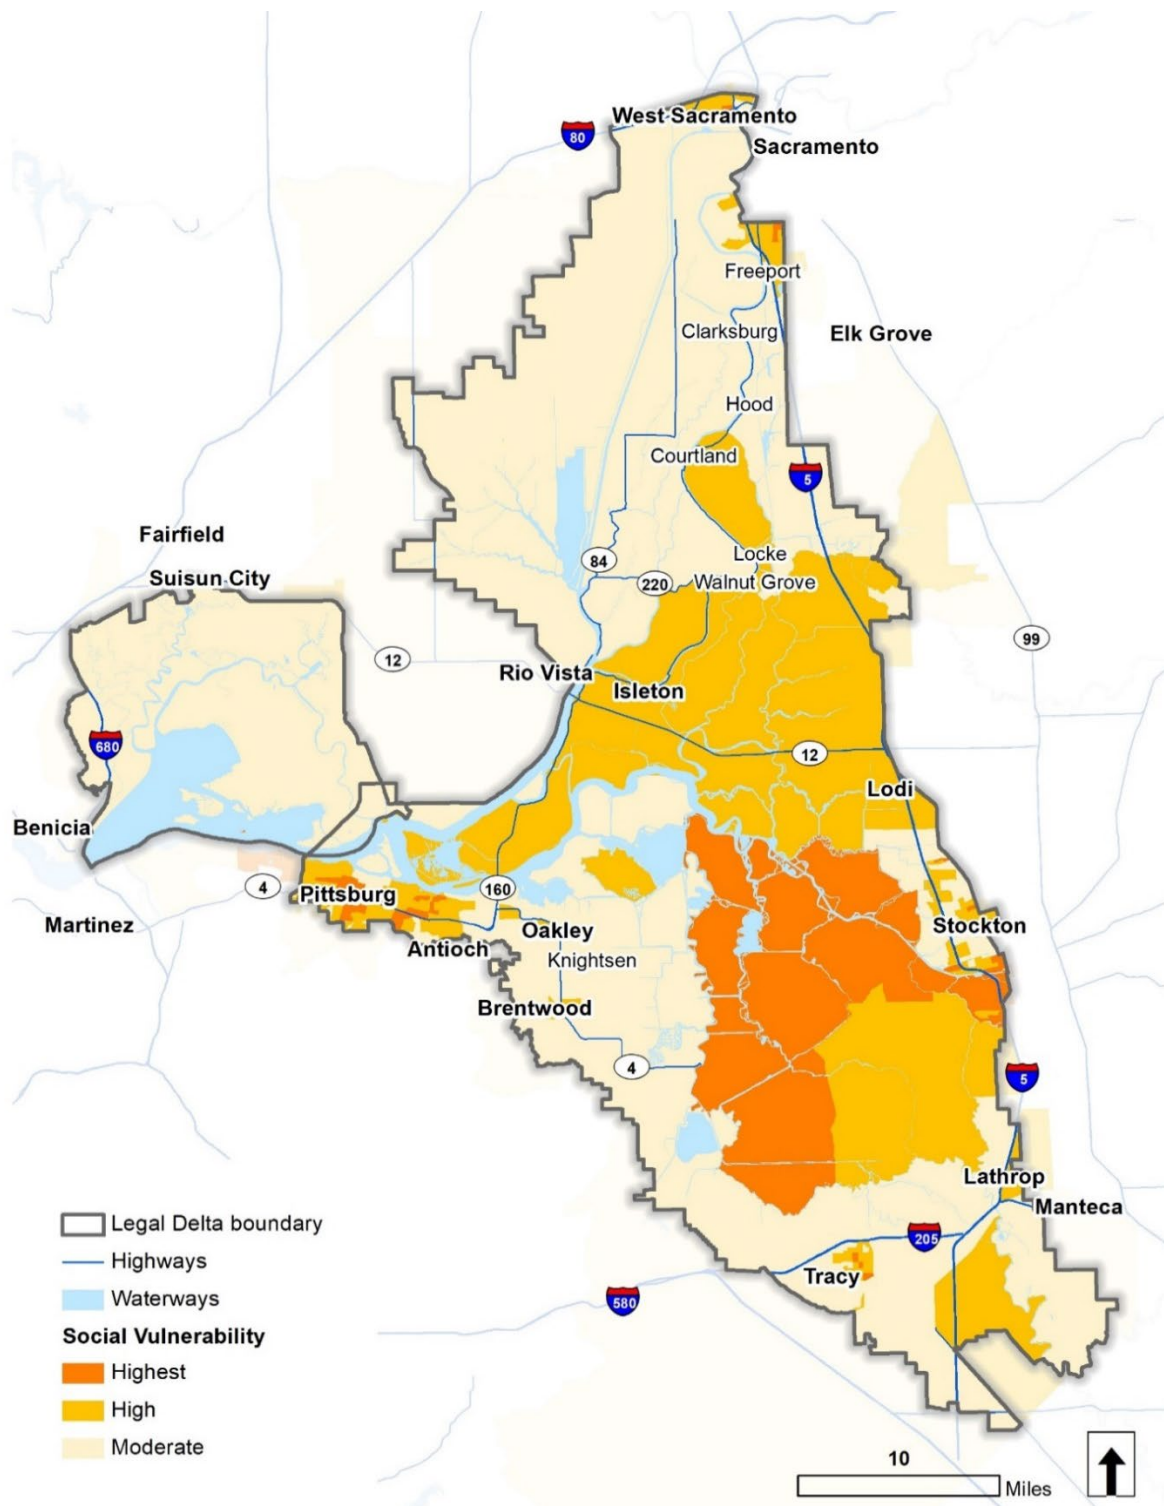 West Sacramento
80
Sacramento
Freeport
Clarksburg
Elk Grove
Hood
Courtland
5
Fairfield
Locke
84
Suisun City
220
Walnut Grove
99
12
Rio Vista
Isleton
680
12
Lodi
Benicia
4
Pittsburg
160
Martinez
Oakley
Stockton
Antioch
Knightsen
Brentwood
4
5
Lathrop
Manteca
Legal Delta boundary
205
Highways
Tracy
Waterways
580
Social Vulnerability
Highest
High
Moderate
10
Miles